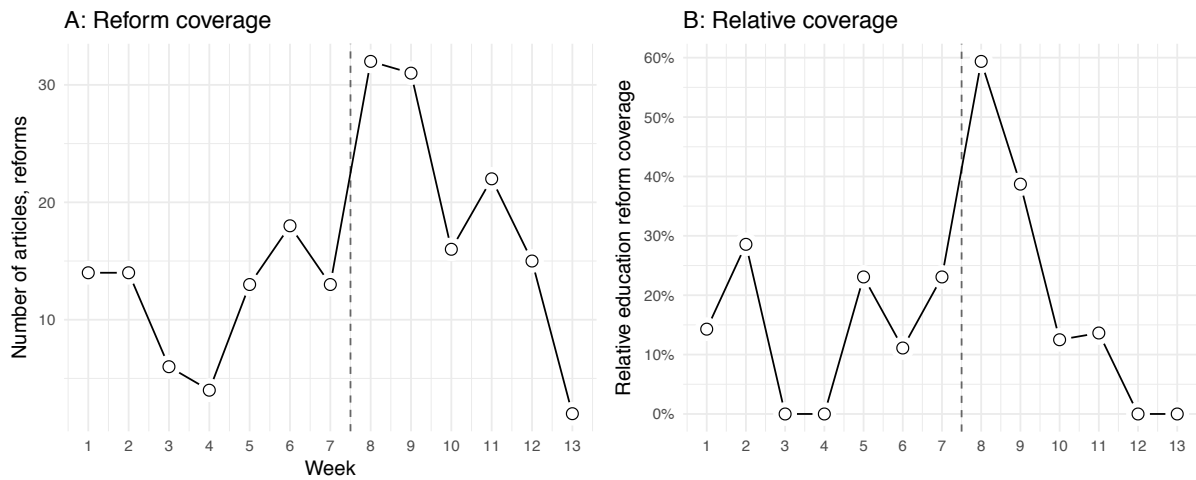 A: Reform coverage
Number of articles, reforms
30
20
10
1 2 3 4 5 6 7 8 9 10 11 12 13
Week
B: Relative coverage
Relative education reform coverage
60%
50%
40%
30%
20%
10%
0%
1 2 3 4 5 6 7 8 9 10 11 12 13